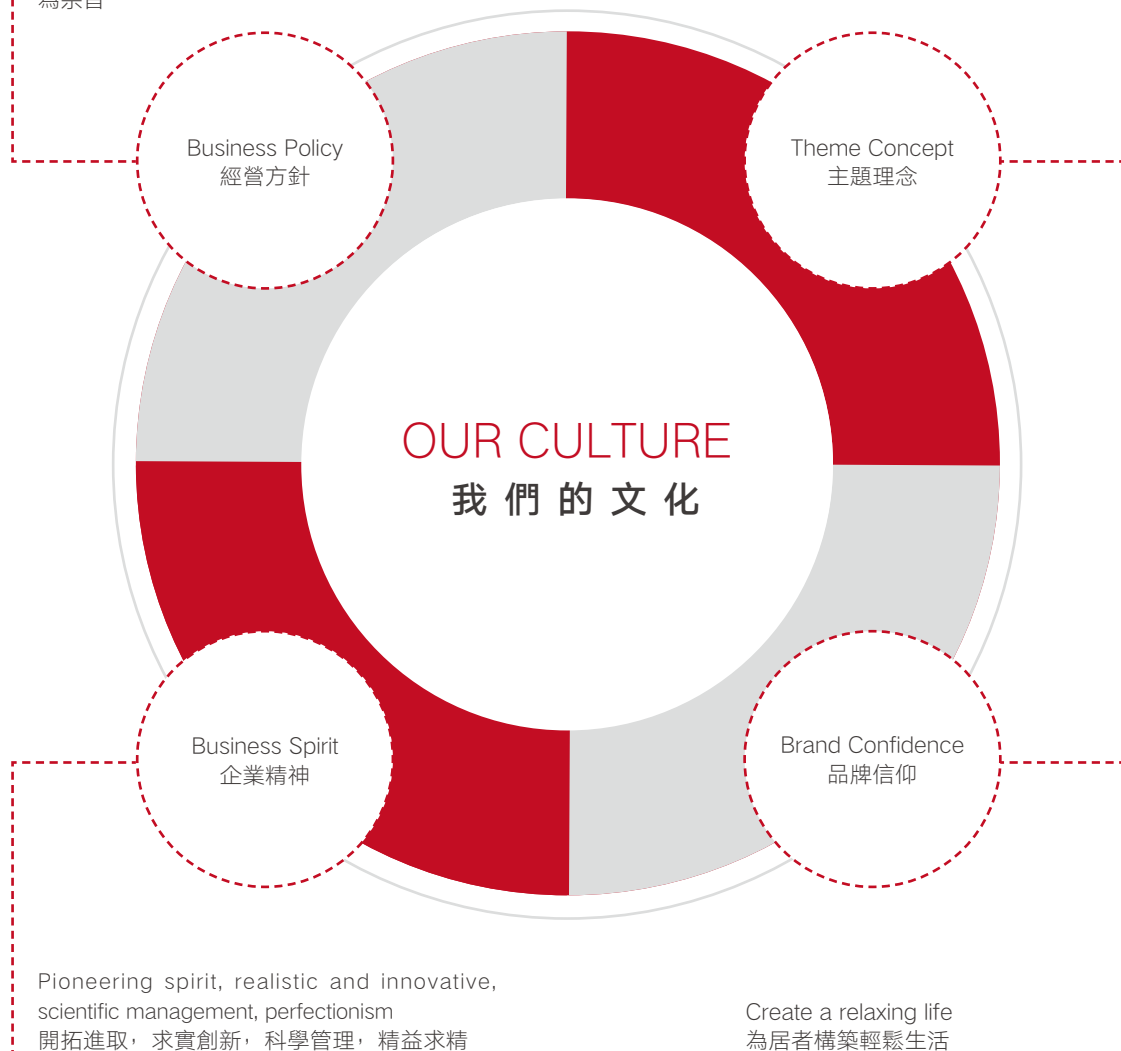 為宗旨
Business Policy
經營方針
Theme Concept
主題理念
OUR CULTURE
我們的文化
Business Spirit
企業精神
Brand Confidence
品牌信仰
Pioneering spirit, realistic and innovative,
scientific management, perfectionism
開拓進取，求實創新，科學管理，精益求精
Create a relaxing life
為居者構築輕鬆生活